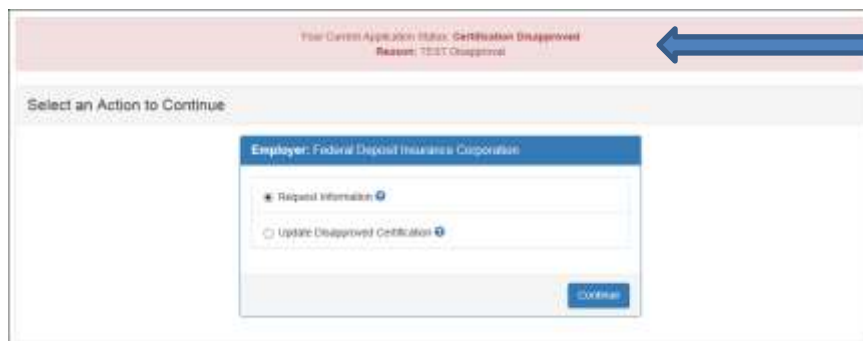 Your Current Application Status: Certification Disapproved
Reason: TEST Disapproval
Select an Action to Continue
Employer: Federal Deposit Insurance Corporation
Request Information
Update Disapproved Certification
Continue